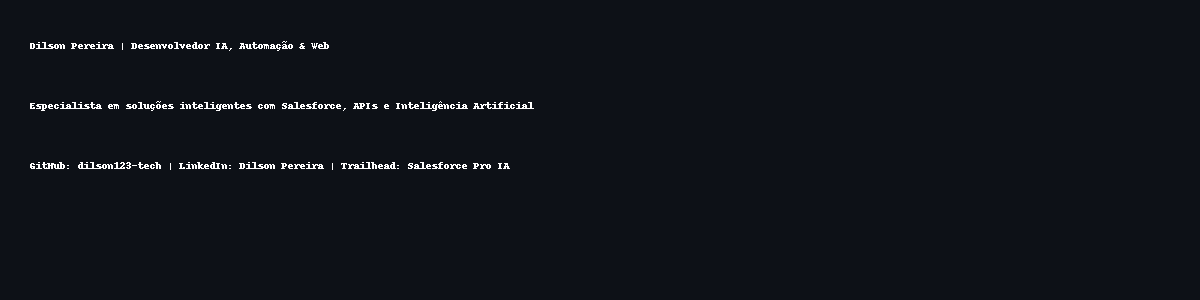 Dilson Pereira | Desenvolvedor IA, Automação & Web
Especialista em soluções inteligentes com Salesforce, APIs e Inteligência Artificial
GitHub: dilson123-tech | LinkedIn: Dilson Pereira | Trailhead: Salesforce Pro IA